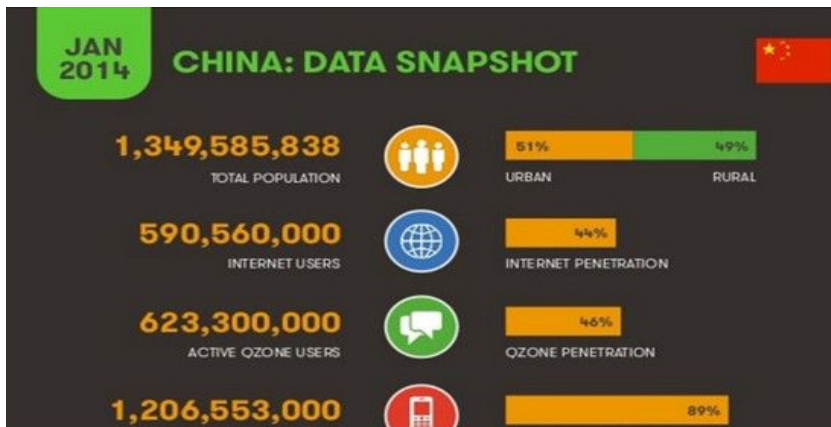 JAN
2014
CHINA: DATA SNAPSHOT
1,349,585,838
TOTAL POPULATION
51%
49%
URBAN
RURAL
590,560,000
INTERNET USERS
44%
INTERNET PENETRATION
623,300,000
ACTIVE QZONE USERS
46%
QZONE PENETRATION
1,206,553,000
89%